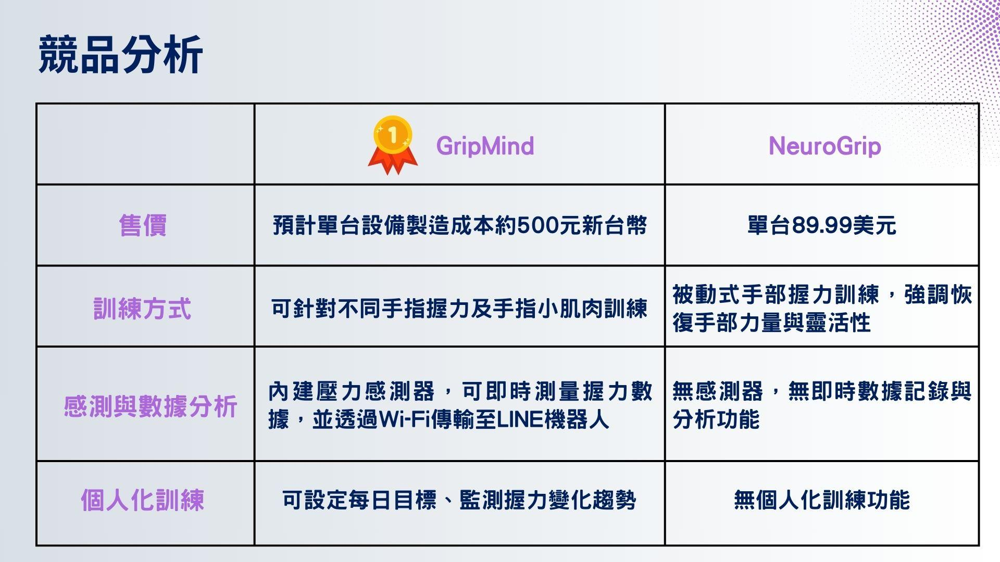 競品分析
1
GripMind
NeuroGrip
售價
預計單台設備製造成本約500元新台幣
單台89.99美元
訓練方式
可針對不同手指握力及手指小肌肉訓練
被動式手部握力訓練，強調恢
復手部力量與靈活性
感測與數據分析
內建壓力感測器，可即時測量握力數
據，並透過Wi-Fi傳輸至LINE機器人
無感測器，無即時數據記錄與
分析功能
個人化訓練
可設定每日目標、監測握力變化趨勢
無個人化訓練功能